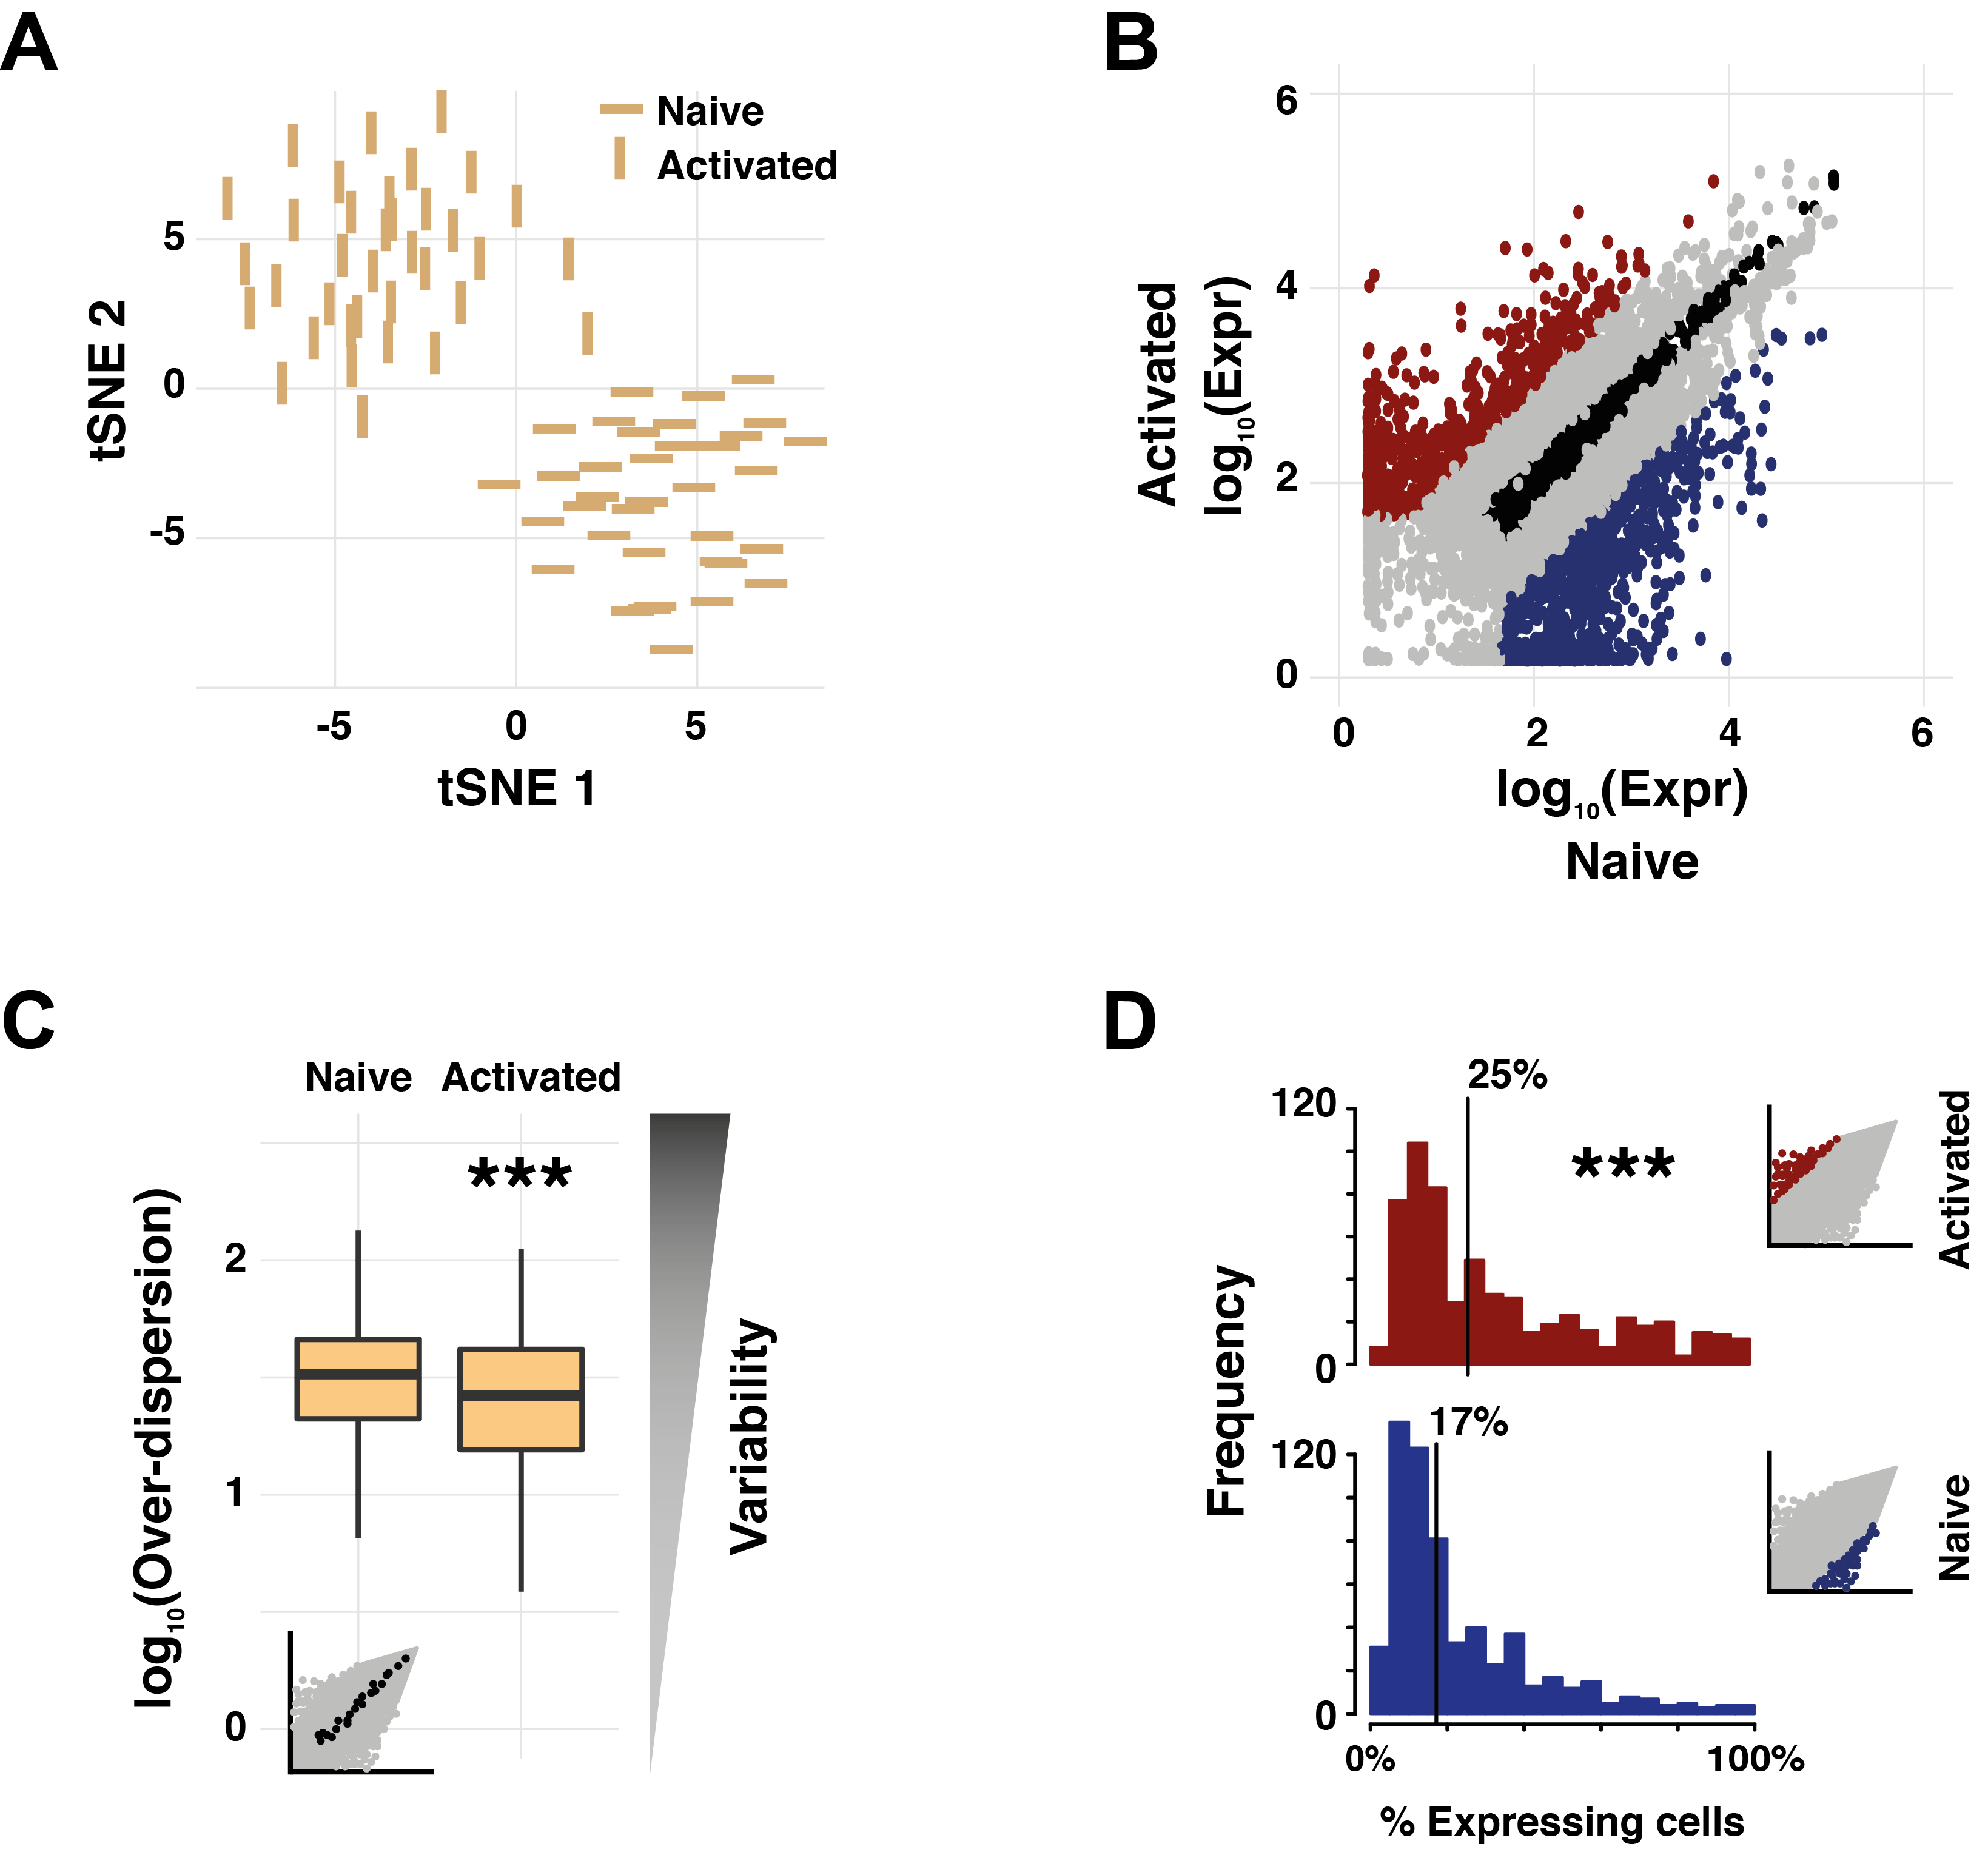 A
Naive
Activated
tSNE 2
5
0
-5
-5
0
5
tSNE 1
B
Activated
log10(Expr)
6
4
2
0
0
2
4
6
log10(Expr)
Naive
C
Naive
Activated
***
log10(Over-dispersion)
2
1
0
Variability
D
Frequency
25%
120
0
***
Activated
17%
120
0
Naive
0%
100%
% Expressing cells